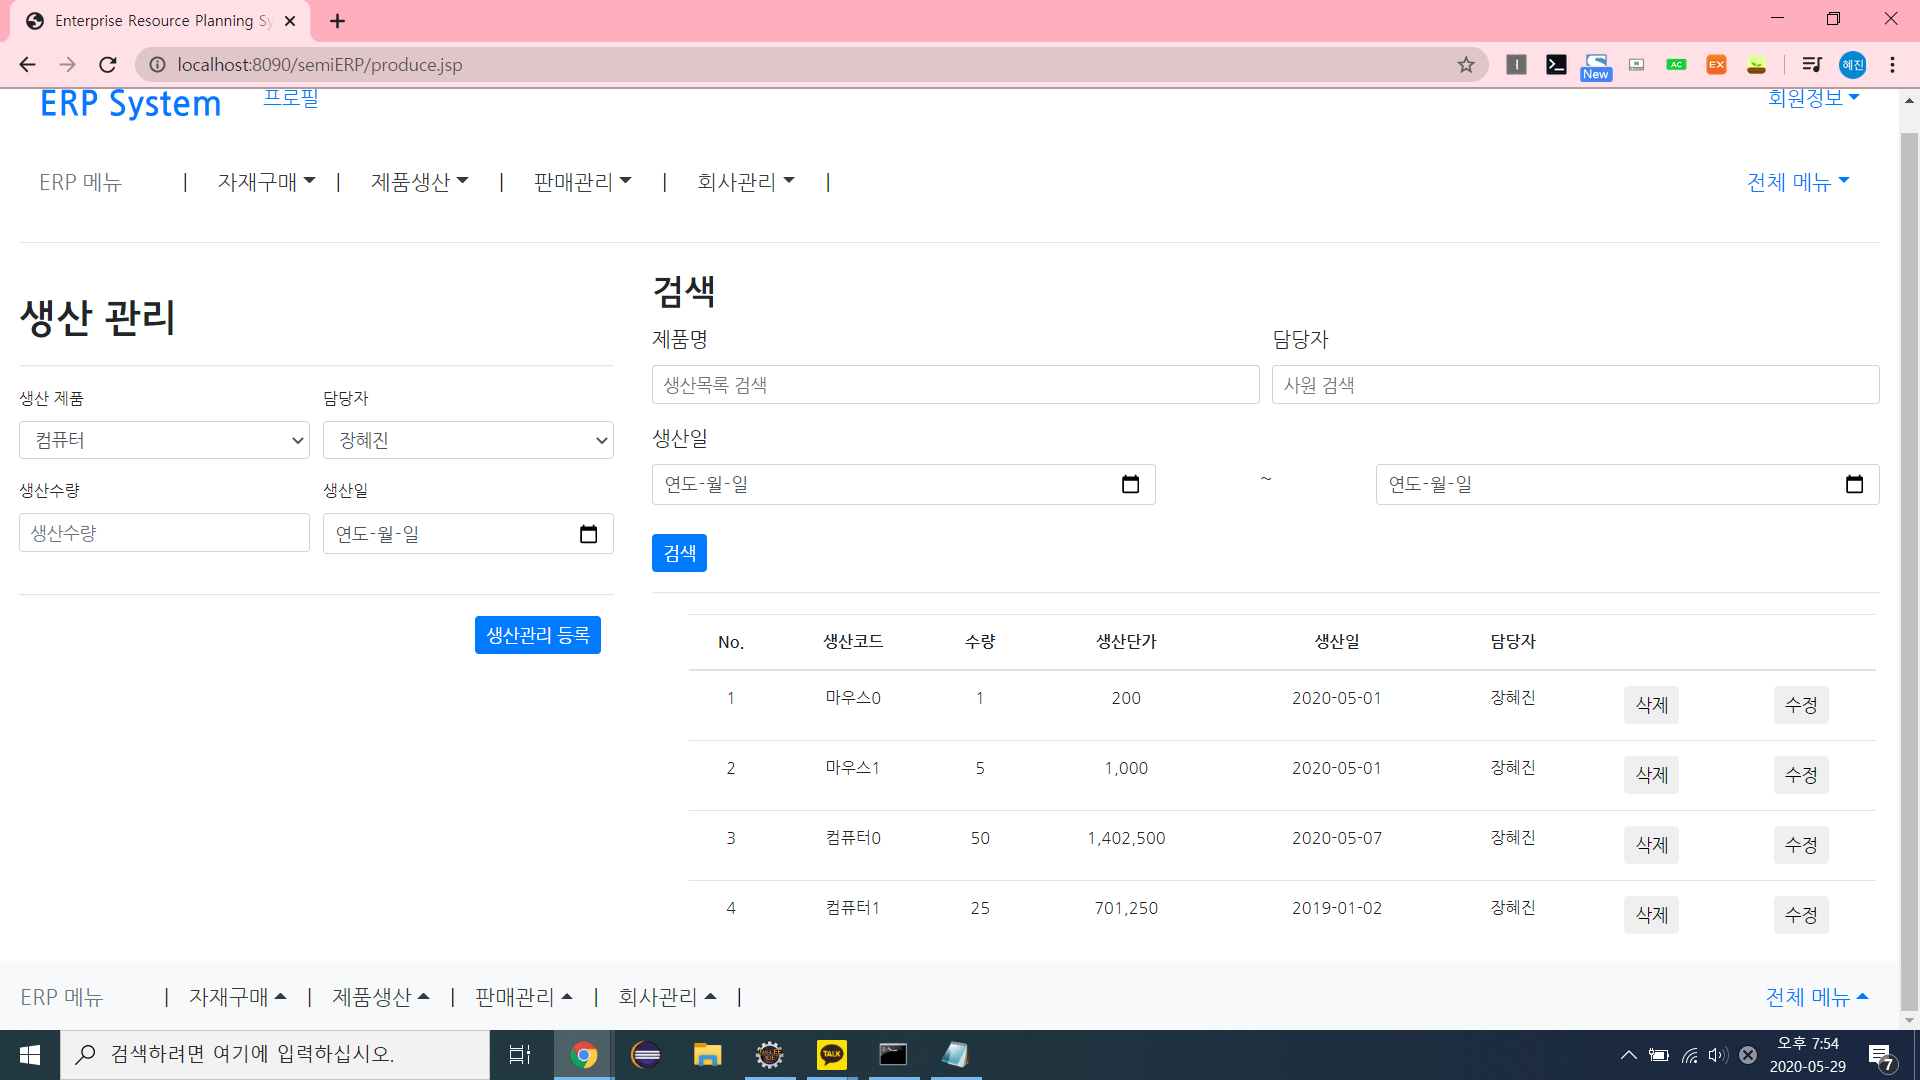 Enterprise Resource Planning Sy
localhost:8090/semiERP/produce.jsp
New
AC
EX
혜진
ERP System
프로필
회원정보
ERP 메뉴 | 자재구매 | 제품생산 | 판매관리 | 회사관리 |
전체 메뉴
생산 관리
생산 제품
담당자
컴퓨터
장혜진
생산수량
생산일
생산수량
연도-월-일
생산관리 등록
검색
제품명
담당자
생산목록 검색
사원 검색
생산일
연도-월-일 ~ 연도-월-일
검색
No. 생산코드 수량 생산단가 생산일 담당자
1 마우스0 1 200 2020-05-01 장혜진 삭제 수정
2 마우스1 5 1,000 2020-05-01 장혜진 삭제 수정
3 컴퓨터0 50 1,402,500 2020-05-07 장혜진 삭제 수정
4 컴퓨터1 25 701,250 2019-01-02 장혜진 삭제 수정
ERP 메뉴 | 자재구매 | 제품생산 | 판매관리 | 회사관리 |
전체 메뉴
검색하려면 여기에 입력하십시오.
TALK
오후 7:54
2020-05-29
7